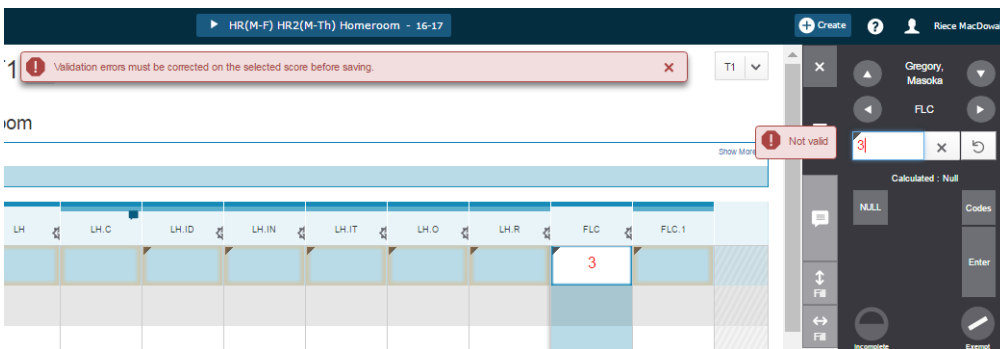 HR(M-F) HR2(M-Th) Homeroom - 16-17
Create
Riece MacDowa
Validation errors must be corrected on the selected score before saving.
T1
Gregory,
Masoka
FLC
oom
Show More
Not valid
3
Calculated : Null
NULL
Codes
LH
LH.C
LH.ID
LH.IN
LH.IT
LH.O
LH.R
FLC
FLC.1
3
Enter
Fill
Fill
Incomplete
Exempt